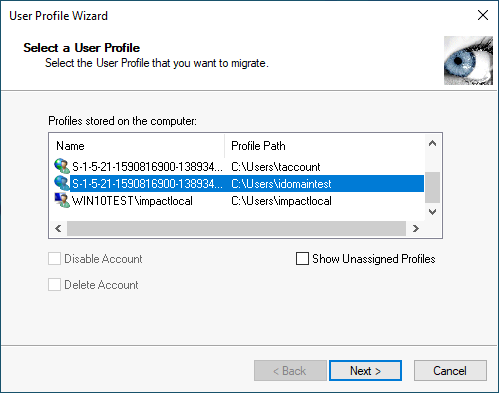 User Profile Wizard
Select a User Profile
Select the User Profile that you want to migrate.
Profiles stored on the computer:
Name Profile Path
S-1-5-21-1590816900-138934... C:\Users\taccount
S-1-5-21-1590816900-138934... C:\Users\idomaintest
WIN10TEST\impactlocal C:\Users\impactlocal
Disable Account Show Unassigned Profiles
Delete Account
< Back Next > Cancel